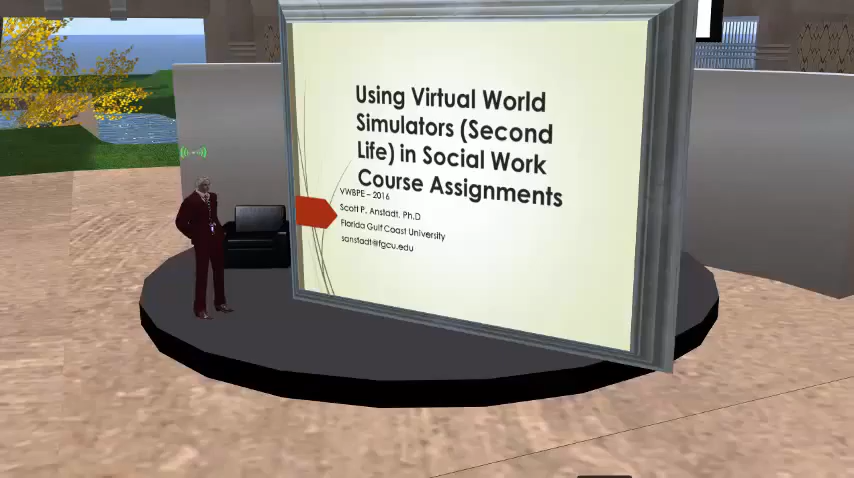 Using Virtual World
Simulators (Second
Life) in Social Work
Course Assignments
VWBPE – 2016
Scott P. Anstadt, Ph.D
Florida Gulf Coast University
sanstadt@fgcu.edu